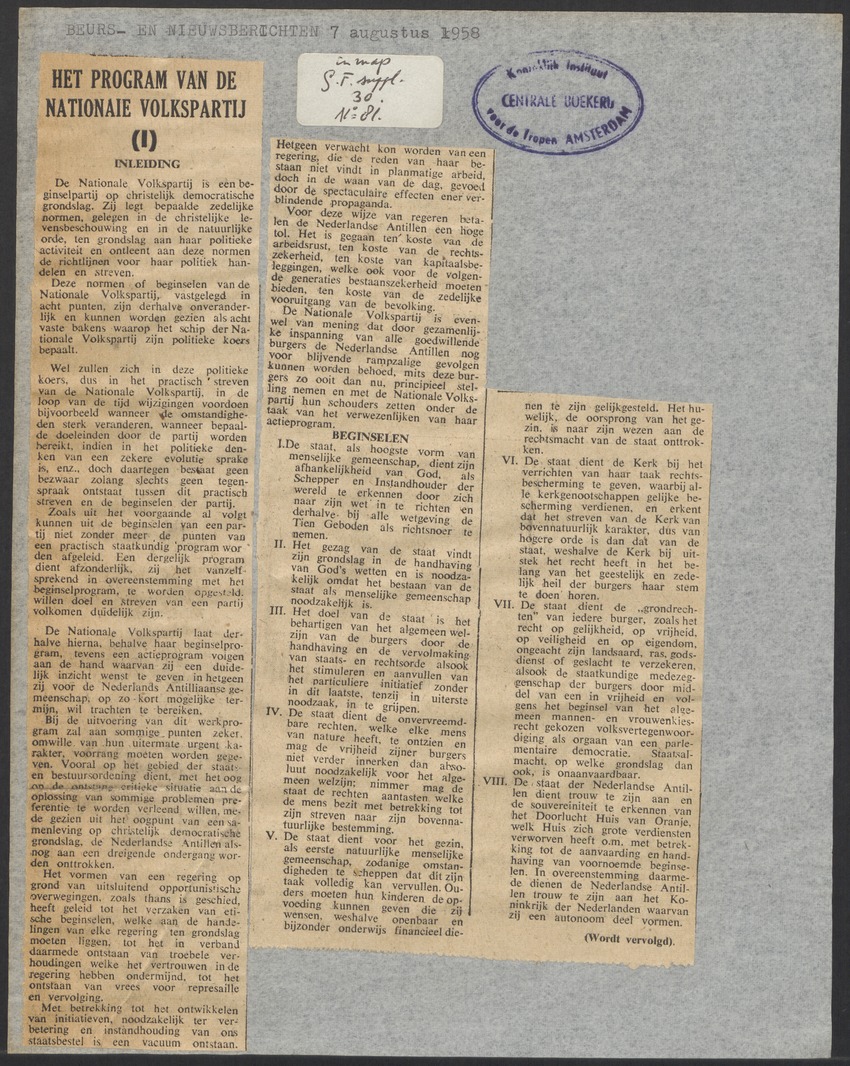 BEURS- EN NIEUWSBERICHTEN 7 augustus 1958
HET PROGRAM VAN DE
NATIONAIE VOLKSPARTIJ
(I)
INLEIDING
De Nationale Volkspartij is een be-
ginselpartij op christelijk democratische
grondslag. Zij legt bepaalde zedelijke
normen, gelegen in de christelijke le-
vensbeschouwing en in de natuurlijke
orde, ten grondslag aan haar politieke
activiteit en ontleent aan deze normen
de richtlijnen voor haar politiek han-
delen en streven.
Deze normen of beginselen van de
Nationale Volkspartij, vastgelegd in
acht punten, zijn derhalve onverander-
lijk en kunnen worden gezien als acht
vaste bakens waarop het schip der Na-
tionale Volkspartij zijn politieke koers
bepaalt.
Wel zullen zich in deze politieke
koers, dus in het practisch streven
van de Nationale Volkspartij, in de
loop van de tijd wijzigingen voordoen
bijvoorbeeld wanneer de omstandighe-
den sterk veranderen, wanneer bepaal-
de doeleinden door de partij worden
bereikt, indien in het politieke den-
ken van een zekere evolutie sprake
is, enz., doch daartegen bestaat geen
bezwaar zolang slechts geen tegen-
spraak ontstaat tussen dit practisch
streven en de beginselen der partij.
Zoals uit het voorgaande al volgt
kunnen uit de beginselen van een par-
tij niet zonder meer de punten van
een practisch staatkundig program wor
den afgeleid. Een dergelijk program
dient afzonderlijk, zij het vanzelf-
sprekend in overeenstemming met het
beginselprogram, te worden opgesteld.
willen doel en streven van een partij
volkomen duidelijk zijn.
De Nationale Volkspartij laat der-
halve hierna, behalve haar beginselpro-
gram, tevens een actieprogram volgen
aan de hand waarvan zij een duide-
lijk inzicht wenst te geven in hetgeen
zij voor de Nederlands Antilliaanse ge-
meenschap, op zo kort mogelijke ter-
mijn, wil trachten te bereiken.
Bij de uitvoering van dit werkpro-
gram zal aan sommige punten zeker,
omwille van hun uitermate urgent ka-
rakter, voorrang moeten worden gege-
ven. Vooral op het gebied der staat-
en bestuursordening dient, met het oog
op de ontstane critieke situatie aan de
oplossing van sommige problemen pre-
ferentie te worden verleend willen, me-
de gezien uit het oogpunt van een sa-
menleving op christelijk democratische
grondslag, de Nederlandse Antillen als-
nog aan een dreigende ondergang wor-
den onttrokken.
Het vormen van een regering op
grond van uitsluitend opportunistische
overwegingen, zoals thans is geschied,
heeft geleid tot het verzaken van eti-
sche beginselen, welke aan de hande-
lingen van elke regering ten grondslag
moeten liggen, tot het in verband
daarmede ontstaan van troebele ver-
houdingen welke het vertrouwen in de
regering hebben ondermijnd, tot het
ontstaan van vrees voor represaille
en vervolging.
Met betrekking tot het ontwikkelen
van initiatieven, noodzakelijk ter ver-
betering en instandhouding van ons
staatsbestel is een vacuum ontstaan.
in map
S.F. suppl.
30.
No: 81.
Koninklijk Instituut
CENTRALE BOEKERIJ
voor de Tropen AMSTERDAM
Hetgeen verwacht kon worden van een
regering, die de reden van haar be-
staan niet vindt in planmatige arbeid,
doch in de waan van de dag, gevoed
door de spectaculaire effecten ener ver-
blindende propaganda.
Voor deze wijze van regeren beta-
len de Nederlandse Antillen een hoge
tol. Het is gegaan ten koste van de
arbeidsrust, ten koste van de rechts-
zekerheid, ten koste van kapitaalsbe-
leggingen, welke ook voor de volgen-
de generaties bestaanszekerheid moeten
bieden, ten koste van de zedelijke
vooruitgang van de bevolking.
De Nationale Volkspartij is even-
wel van mening dat door gezamenlij-
ke inspanning van alle goedwillende
burgers de Nederlandse Antillen nog
voor blijvende rampzalige gevolgen
kunnen worden behoed, mits deze bur-
gers zo ooit dan nu, principieel stel-
ling nemen en met de Nationale Volks-
partij hun schouders zetten onder de
taak van het verwezenlijken van haar
actieprogram.
BEGINSELEN
I. De staat, als hoogste vorm van
menselijke gemeenschap, dient zijn
afhankelijkheid van God, als
Schepper en Instandhouder der
wereld te erkennen door zich
naar zijn wet in te richten en
derhalve bij alle wetgeving de
Tien Geboden als richtsnoer te
nemen.
II. Het gezag van de staat vindt
zijn grondslag in de handhaving
van God's wetten en is noodza-
kelijk omdat het bestaan van de
staat als menselijke gemeenschap
noodzakelijk is.
III. Het doel van de staat is het
behartigen van het algemeen wel-
zijn van de burgers door de
handhaving en de vervolmaking
van staats- en rechtsorde alsook
het stimuleren en aanvullen van
het particuliere initiatief zonder
in dit laatste, tenzij in uiterste
noodzaak, in te grijpen.
IV. De staat dient de onvervreemd-
bare rechten, welke elke mens
van nature heeft, te ontzien en
mag de vrijheid zijner burgers
niet verder innerken dan abso-
luut noodzakelijk voor het alge-
meen welzijn; nimmer mag de
staat de rechten aantasten welke
de mens bezit met betrekking tot
zijn streven naar zijn bovenna-
tuurlijke bestemming.
V. De staat dient voor het gezin,
als eerste natuurlijke menselijke
gemeenschap, zodanige omstan-
digheden te scheppen dat dit zijn
taak volledig kan vervullen. Ou-
ders moeten hun kinderen de op-
voeding kunnen geven die zij
wensen, weshalve openbaar en
bijzonder onderwijs financieel die-
nen te zijn gelijkgesteld. Het hu-
welijk, de oorsprong van het ge-
zin, is naar zijn wezen aan de
rechtsmacht van de staat onttrok-
ken.
VI. De staat dient de Kerk bij het
verrichten van haar taak rechts-
bescherming te geven, waarbij al-
le kerkgenootschappen gelijke be-
scherming verdienen, en erkent
dat het streven van de Kerk van
bovennatuurlijk karakter, dus van
hogere orde is dan dat van de
staat, weshalve de Kerk bij uit-
stek het recht heeft in het be-
lang van het geestelijk en zede-
lijk heil der burgers haar stem
te doen horen.
VII. De staat dient de „grondrech-
ten” van iedere burger, zoals het
recht op gelijkheid, op vrijheid,
op veiligheid en op eigendom,
ongeacht zijn landsaard, ras, gods-
dienst of geslacht te verzekeren,
alsook de staatkundige medezeg-
genschap der burgers door mid-
del van een in vrijheid en vol-
gens het beginsel van het alge-
meen mannen- en vrouwenkies-
recht gekozen volksvertegenwoor-
diging als orgaan van een parle-
mentaire democratie. Staatsal-
macht, op welke grondslag dan
ook, is onaanvaardbaar.
VIII. De staat der Nederlandse Antil-
len dient trouw te zijn aan en
de souvereiniteit te erkennen van
het Doorlucht Huis van Oranje,
welk Huis zich grote verdiensten
verworven heeft o.m. met betrek-
king tot de aanvaarding en hand-
having van voornoemde beginse-
len. In overeenstemming daarme-
de dienen de Nederlandse Antil-
len trouw te zijn aan het Ko-
ninkrijk der Nederlanden waarvan
zij een autonoom deel vormen.
(Wordt vervolgd).